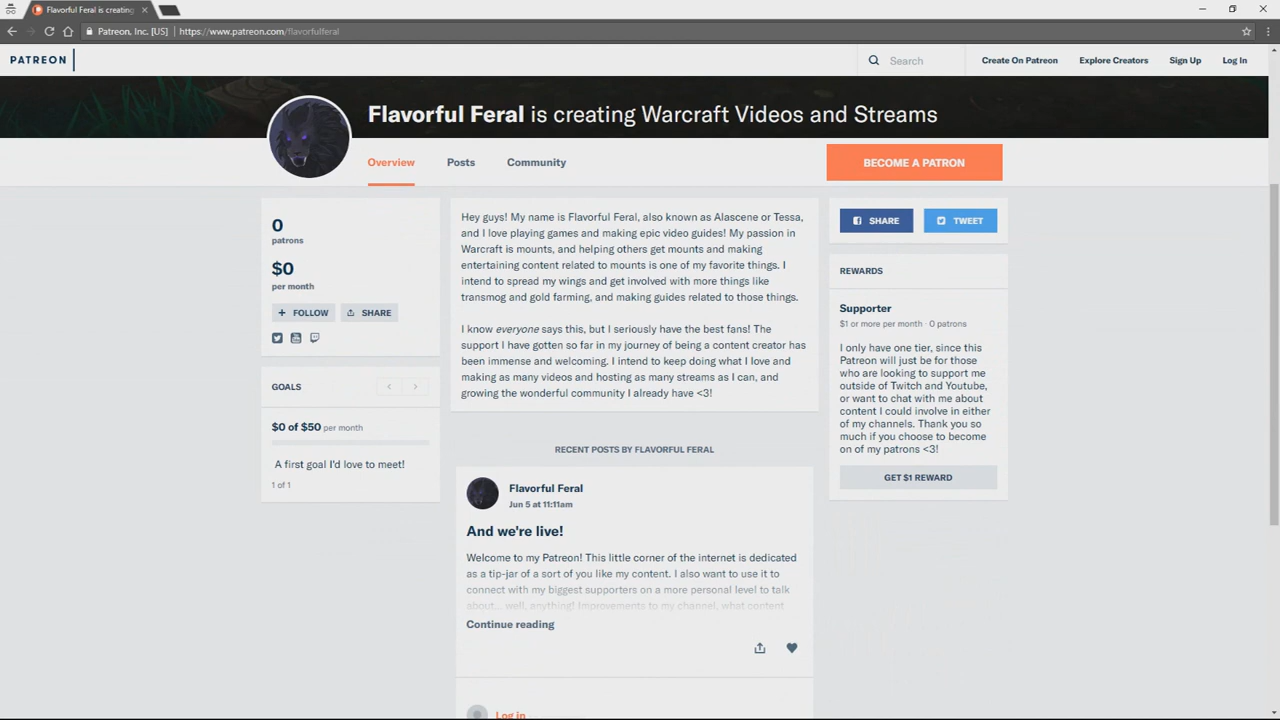 Flavorful Feral is creating
Patreon, Inc. [US] https://www.patreon.com/flavorfulferal
PATREON
Search
Create On Patreon
Explore Creators
Sign Up
Log In
Flavorful Feral is creating Warcraft Videos and Streams
Overview
Posts
Community
BECOME A PATRON
0
patrons
$0
per month
FOLLOW
SHARE
GOALS
$0 of $50 per month
A first goal I'd love to meet!
1 of 1
Hey guys! My name is Flavorful Feral, also known as Alascene or Tessa,
and I love playing games and making epic video guides! My passion in
Warcraft is mounts, and helping others get mounts and making
entertaining content related to mounts is one of my favorite things. I
intend to spread my wings and get involved with more things like
transmog and gold farming, and making guides related to those things.
I know everyone says this, but I seriously have the best fans! The
support I have gotten so far in my journey of being a content creator has
been immense and welcoming. I intend to keep doing what I love and
making as many videos and hosting as many streams as I can, and
growing the wonderful community I already have <3!
RECENT POSTS BY FLAVORFUL FERAL
Flavorful Feral
Jun 5 at 11:11am
And we're live!
Welcome to my Patreon! This little corner of the internet is dedicated
as a tip-jar of a sort of you like my content. I also want to use it to
connect with my biggest supporters on a more personal level to talk
about... well, anything! Improvements to my channel, what content
Continue reading
Log in
SHARE
TWEET
REWARDS
Supporter
$1 or more per month · 0 patrons
I only have one tier, since this
Patreon will just be for those
who are looking to support me
outside of Twitch and Youtube,
or want to chat with me about
content I could involve in either
of my channels. Thank you so
much if you choose to become
on of my patrons <3!
GET $1 REWARD